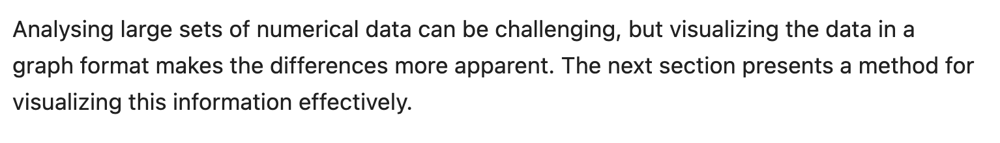 Analysing large sets of numerical data can be challenging, but visualizing the data in a
graph format makes the differences more apparent. The next section presents a method for
visualizing this information effectively.